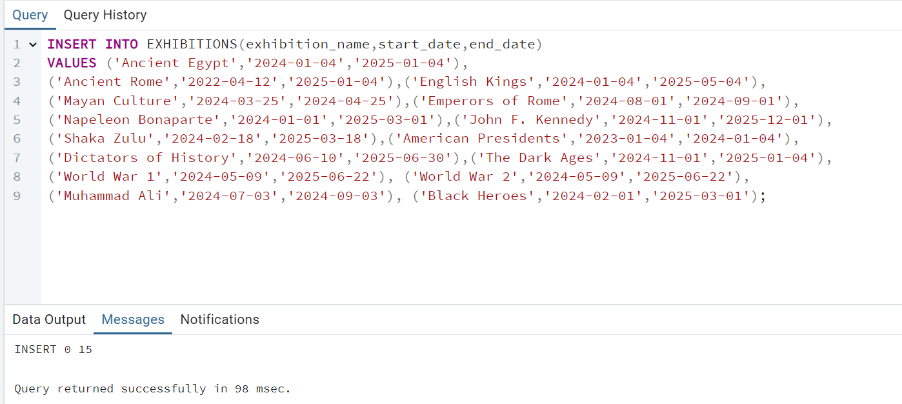 Query Query History
1 INSERT INTO EXHIBITIONS(exhibition_name,start_date,end_date)
2 VALUES ('Ancient Egypt','2024-01-04','2025-01-04'),
3 ('Ancient Rome','2022-04-12','2025-01-04'),('English Kings','2024-01-04','2025-05-04'),
4 ('Mayan Culture','2024-03-25','2024-04-25'),('Emperors of Rome','2024-08-01','2024-09-01'),
5 ('Napeleon Bonaparte','2024-01-01','2025-03-01'),('John F. Kennedy','2024-11-01','2025-12-01'),
6 ('Shaka Zulu','2024-02-18','2025-03-18'),('American Presidents','2023-01-04','2024-01-04'),
7 ('Dictators of History','2024-06-10','2025-06-30'),('The Dark Ages','2024-11-01','2025-01-04'),
8 ('World War 1','2024-05-09','2025-06-22'), ('World War 2','2024-05-09','2025-06-22'),
9 ('Muhammad Ali','2024-07-03','2024-09-03'), ('Black Heroes','2024-02-01','2025-03-01');
Data Output Messages Notifications
INSERT 0 15
Query returned successfully in 98 msec.